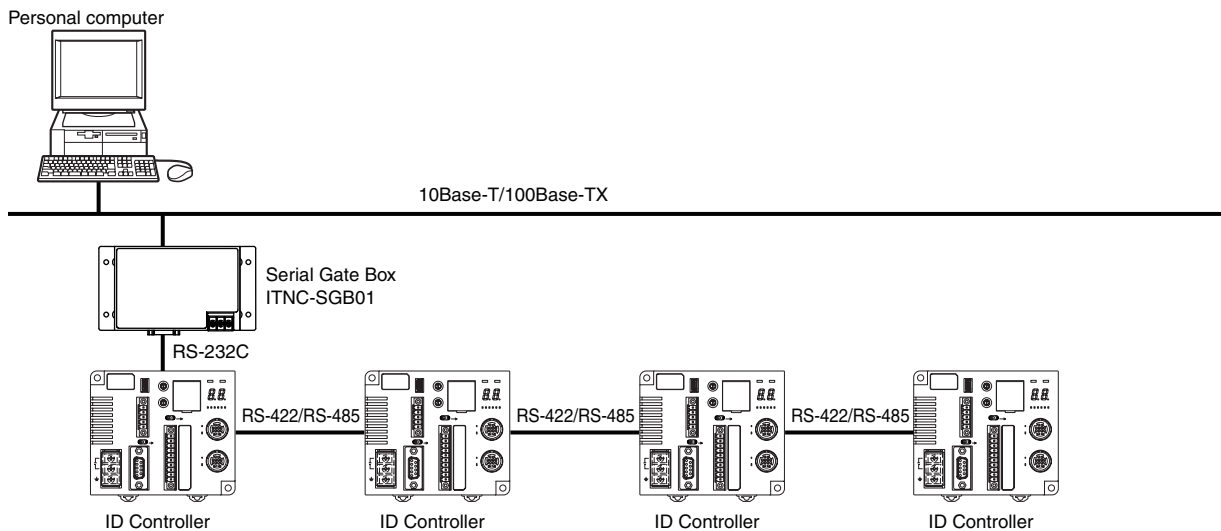 Personal computer
10Base-T/100Base-TX
Serial Gate Box
ITNC-SGB01
RS-232C
RS-422/RS-485
RS-422/RS-485
RS-422/RS-485
ID Controller
ID Controller
ID Controller
ID Controller